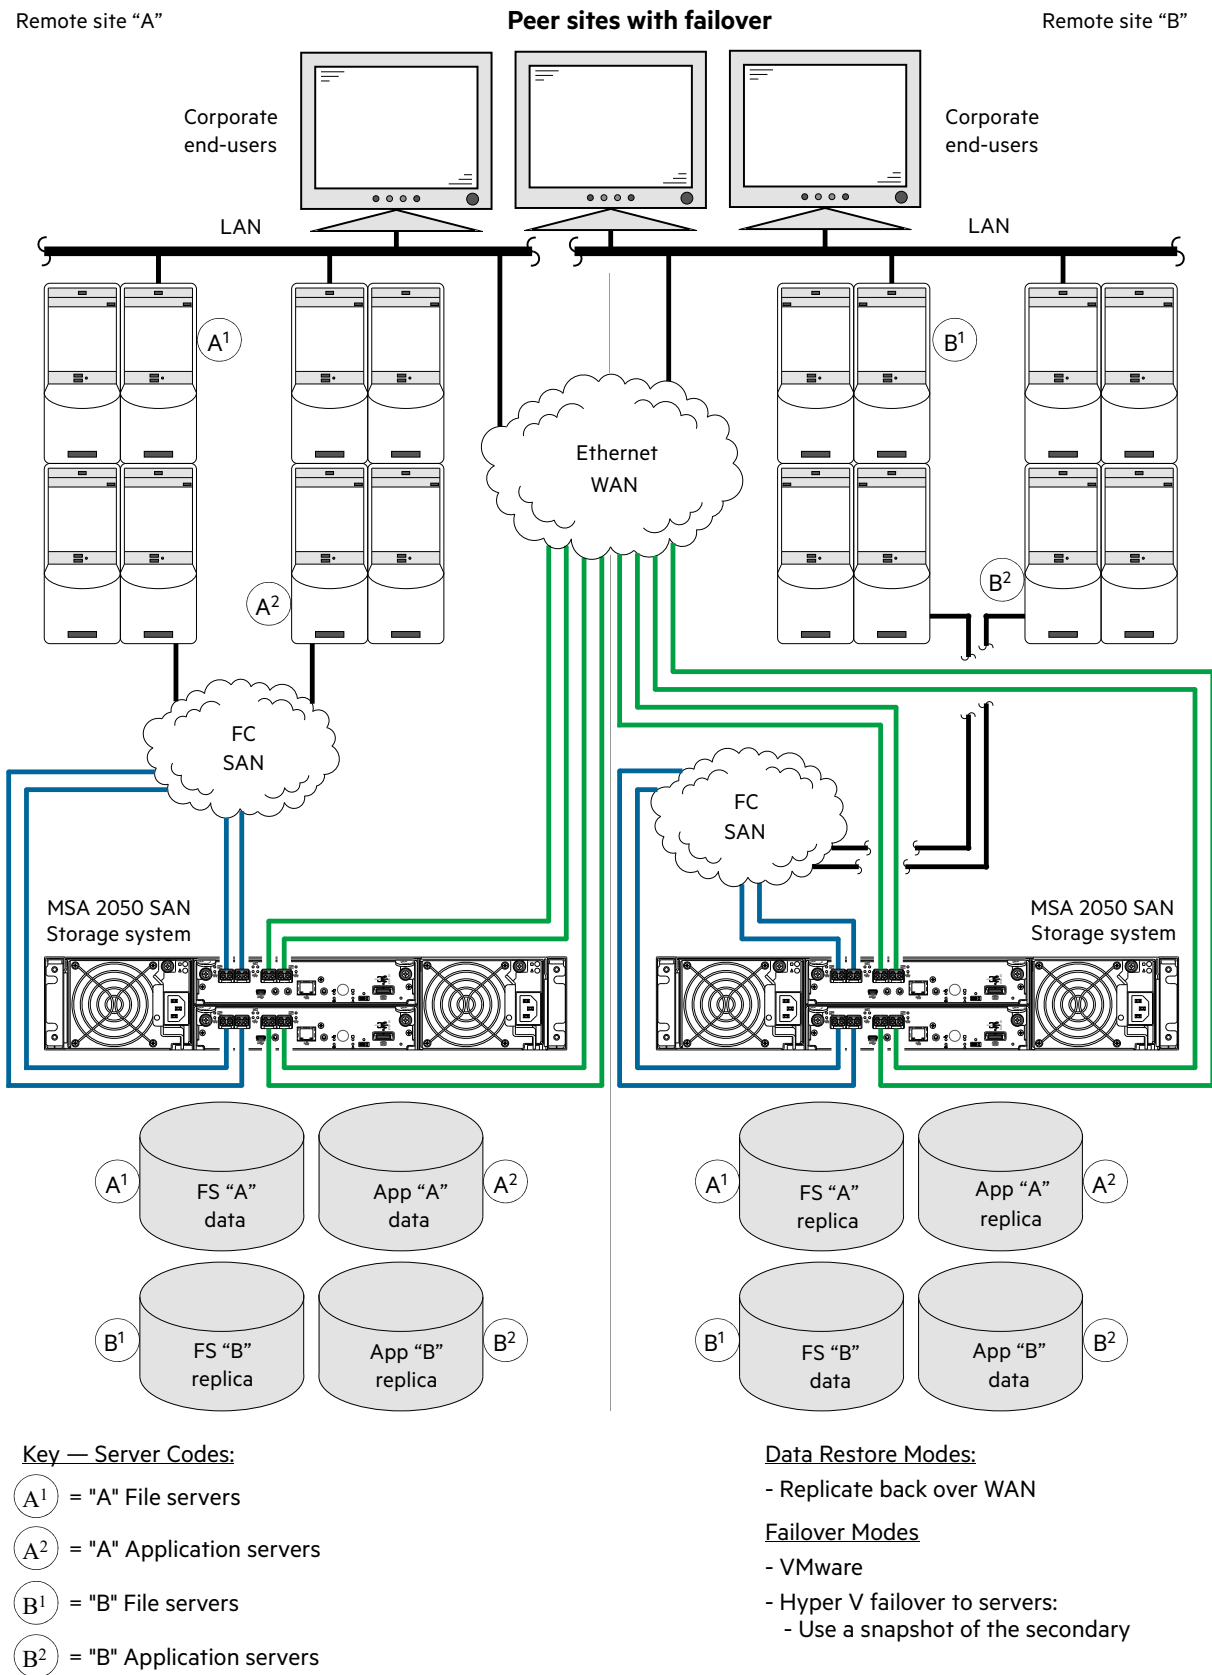 Remote site “A”
Peer sites with failover
Remote site “B”
Corporate
end-users
Corporate
end-users
LAN
LAN
A1
B1
Ethernet
WAN
A2
B2
FC
SAN
FC
SAN
MSA 2050 SAN
Storage system
MSA 2050 SAN
Storage system
A1
FS “A”
data
App “A”
data
A2
A1
FS “A”
replica
App “A”
replica
A2
B1
FS “B”
replica
App “B”
replica
B2
B1
FS “B”
data
App “B”
data
B2
Key — Server Codes:
A1 = "A" File servers
A2 = "A" Application servers
B1 = "B" File servers
B2 = "B" Application servers
Data Restore Modes:
- Replicate back over WAN
Failover Modes
- VMware
- Hyper V failover to servers:
- Use a snapshot of the secondary